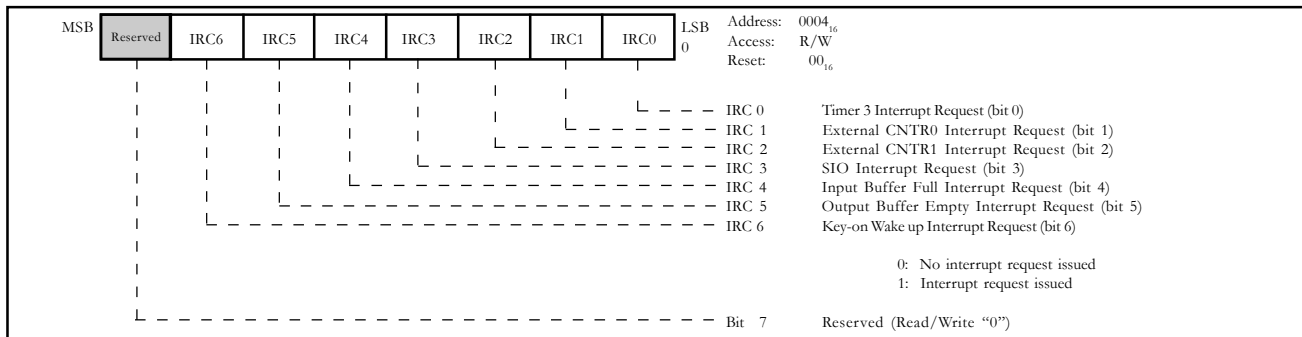 MSB Reserved IRC6 IRC5 IRC4 IRC3 IRC2 IRC1 IRC0 LSB 0
Address: 0004₁₆
Access: R/W
Reset: 00₁₆
IRC 0 Timer 3 Interrupt Request (bit 0)
IRC 1 External CNTR0 Interrupt Request (bit 1)
IRC 2 External CNTR1 Interrupt Request (bit 2)
IRC 3 SIO Interrupt Request (bit 3)
IRC 4 Input Buffer Full Interrupt Request (bit 4)
IRC 5 Output Buffer Empty Interrupt Request (bit 5)
IRC 6 Key-on Wake up Interrupt Request (bit 6)
0: No interrupt request issued
1: Interrupt request issued
Bit 7 Reserved (Read/Write “0”)